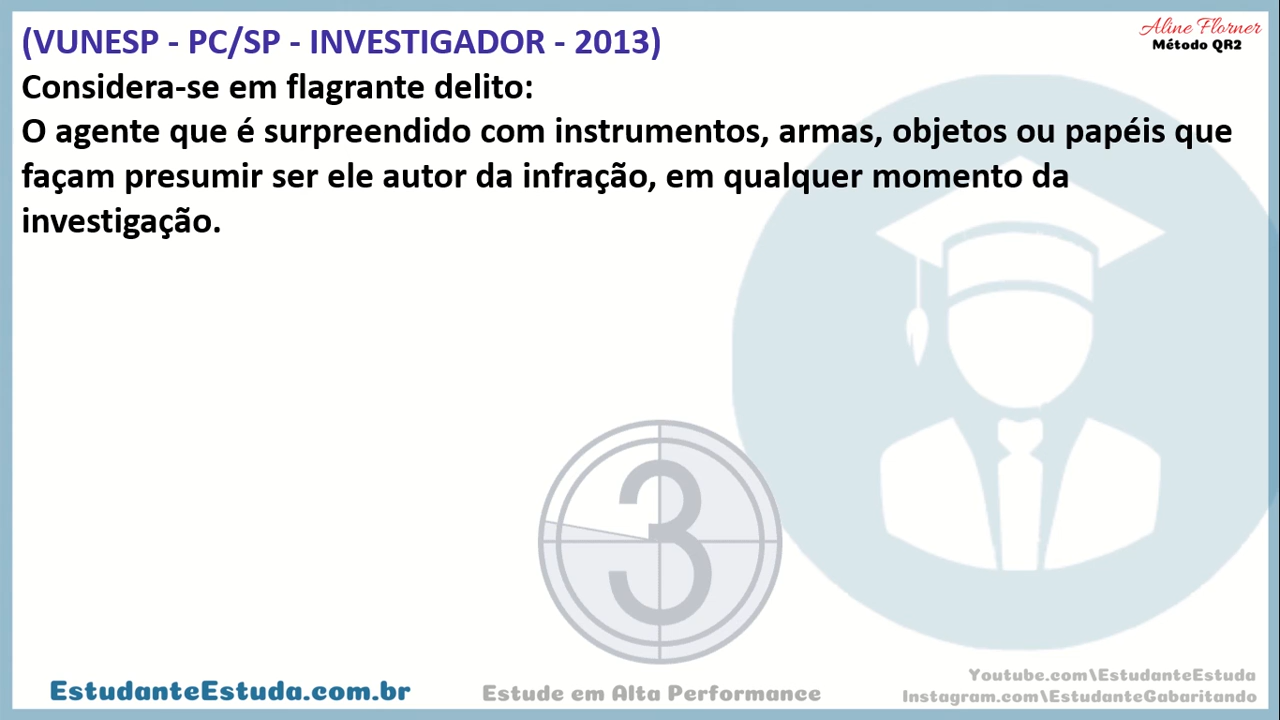 (VUNESP - PC/SP - INVESTIGADOR - 2013)
Aline Florner
Método QR2
Considera-se em flagrante delito:
O agente que é surpreendido com instrumentos, armas, objetos ou papéis que
façam presumir ser ele autor da infração, em qualquer momento da
investigação.
3
EstudanteEstuda.com.br
Estude em Alta Performance
Youtube.com\EstudanteEstuda
Instagram.com\EstudanteGabaritando